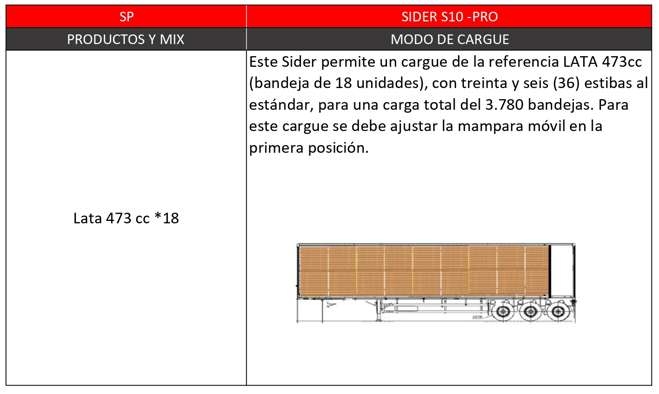 SP
SIDER S10 -PRO
PRODUCTOS Y MIX
MODO DE CARGUE
Este Sider permite un cargue de la referencia LATA 473cc
(bandeja de 18 unidades), con treinta y seis (36) estibas al
estándar, para una carga total del 3.780 bandejas. Para
este cargue se debe ajustar la mampara móvil en la
primera posición.
Lata 473 cc *18